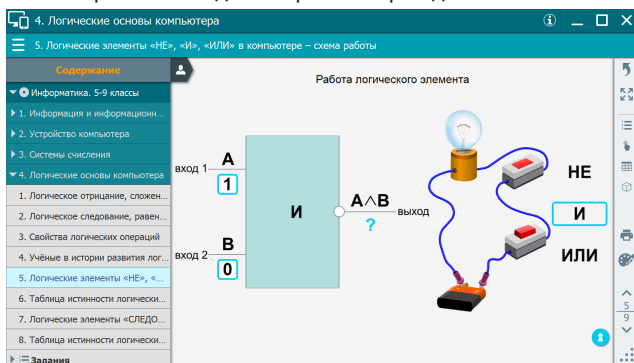 4. Логические основы компьютера
5. Логические элементы «НЕ», «И», «ИЛИ» в компьютере – схема работы
Содержание
Информатика. 5-9 классы
1. Информация и информационн...
2. Устройство компьютера
3. Системы счисления
4. Логические основы компьютера
1. Логическое отрицание, сложен...
2. Логическое следование, равен...
3. Свойства логических операций
4. Учёные в истории развития лог...
5. Логические элементы «НЕ», «...
6. Таблица истинности логически...
7. Логические элементы «СЛЕДО...
8. Таблица истинности логически...
Задания
Работа логического элемента
вход 1
A
1
вход 2
B
0
И
A∧B
?
выход
НЕ
И
ИЛИ
5
9